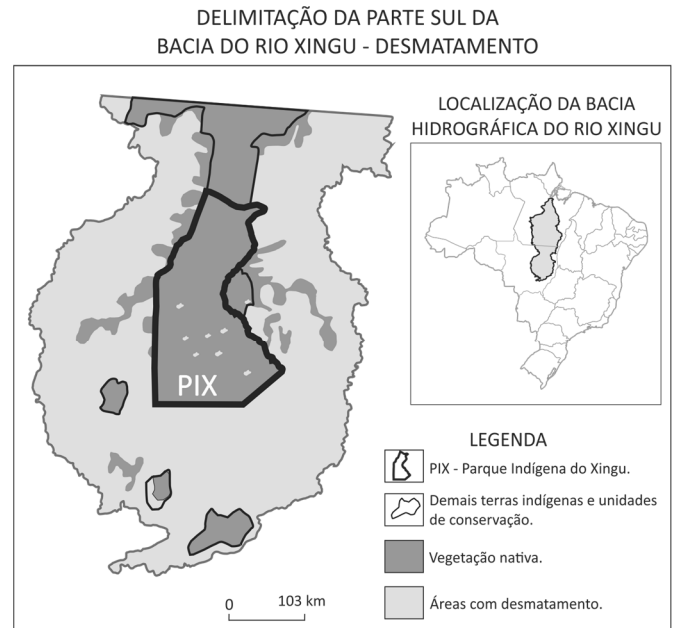 DELIMITAÇÃO DA PARTE SUL DA
BACIA DO RIO XINGU - DESMATAMENTO
LOCALIZAÇÃO DA BACIA
HIDROGRÁFICA DO RIO XINGU
PIX
LEGENDA
PIX - Parque Indígena do Xingu.
Demais terras indígenas e unidades
de conservação.
Vegetação nativa.
Áreas com desmatamento.
0 103 km